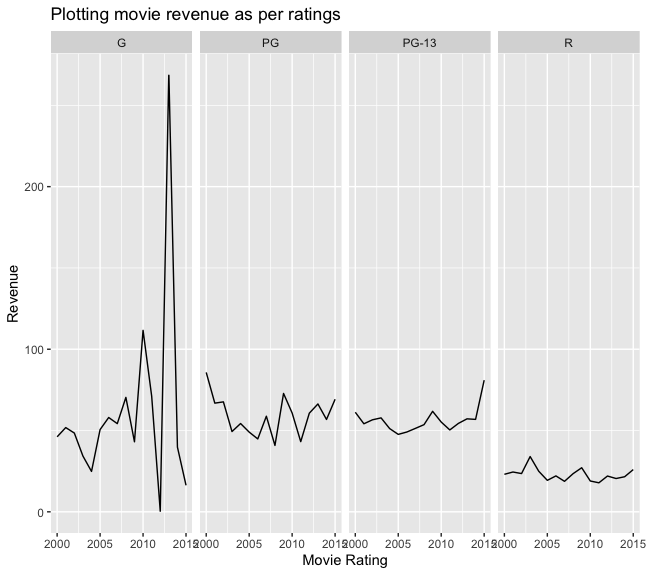 Plotting movie revenue as per ratings
G PG PG-13 R
200
100
0
Revenue
2000 2005 2010 2015 2000 2005 2010 2015 2000 2005 2010 2015 2000 2005 2010 2015
Movie Rating